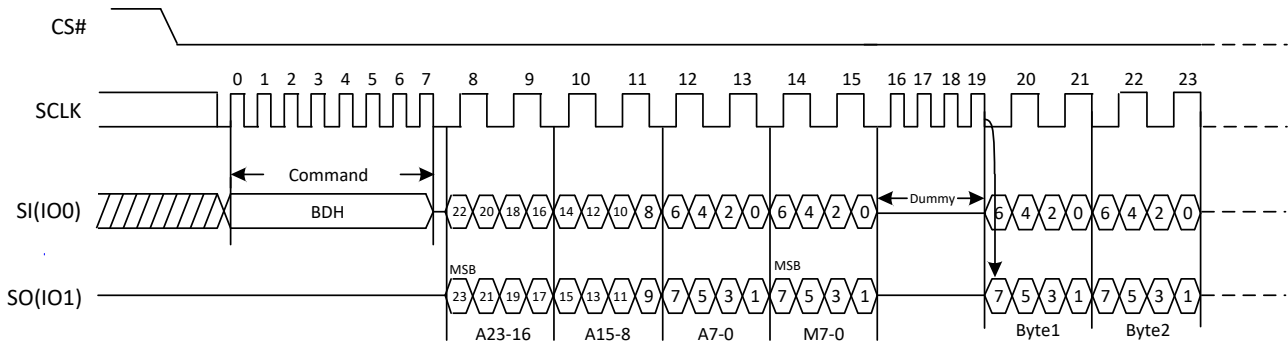 CS#
0 1 2 3 4 5 6 7 8 9 10 11 12 13 14 15 16 17 18 19 20 21 22 23
SCLK
Command
SI(IO0) BDH 22 20 18 16 14 12 10 8 6 4 2 0 6 4 2 0 Dummy 6 4 2 0 6 4 2 0
MSB MSB
SO(IO1) 23 21 19 17 15 13 11 9 7 5 3 1 7 5 3 1 7 5 3 1 7 5 3 1
A23-16 A15-8 A7-0 M7-0 Byte1 Byte2